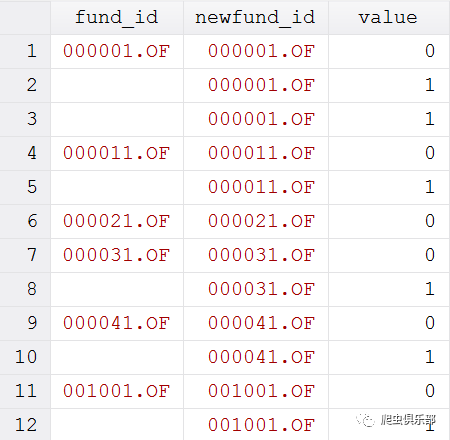 fund_id newfund_id value
1 000001.OF 000001.OF 0
2 000001.OF 1
3 000001.OF 1
4 000011.OF 000011.OF 0
5 000011.OF 1
6 000021.OF 000021.OF 0
7 000031.OF 000031.OF 0
8 000031.OF 1
9 000041.OF 000041.OF 0
10 000041.OF 1
11 001001.OF 001001.OF 0
12 001001.OF 1
爬虫俱乐部